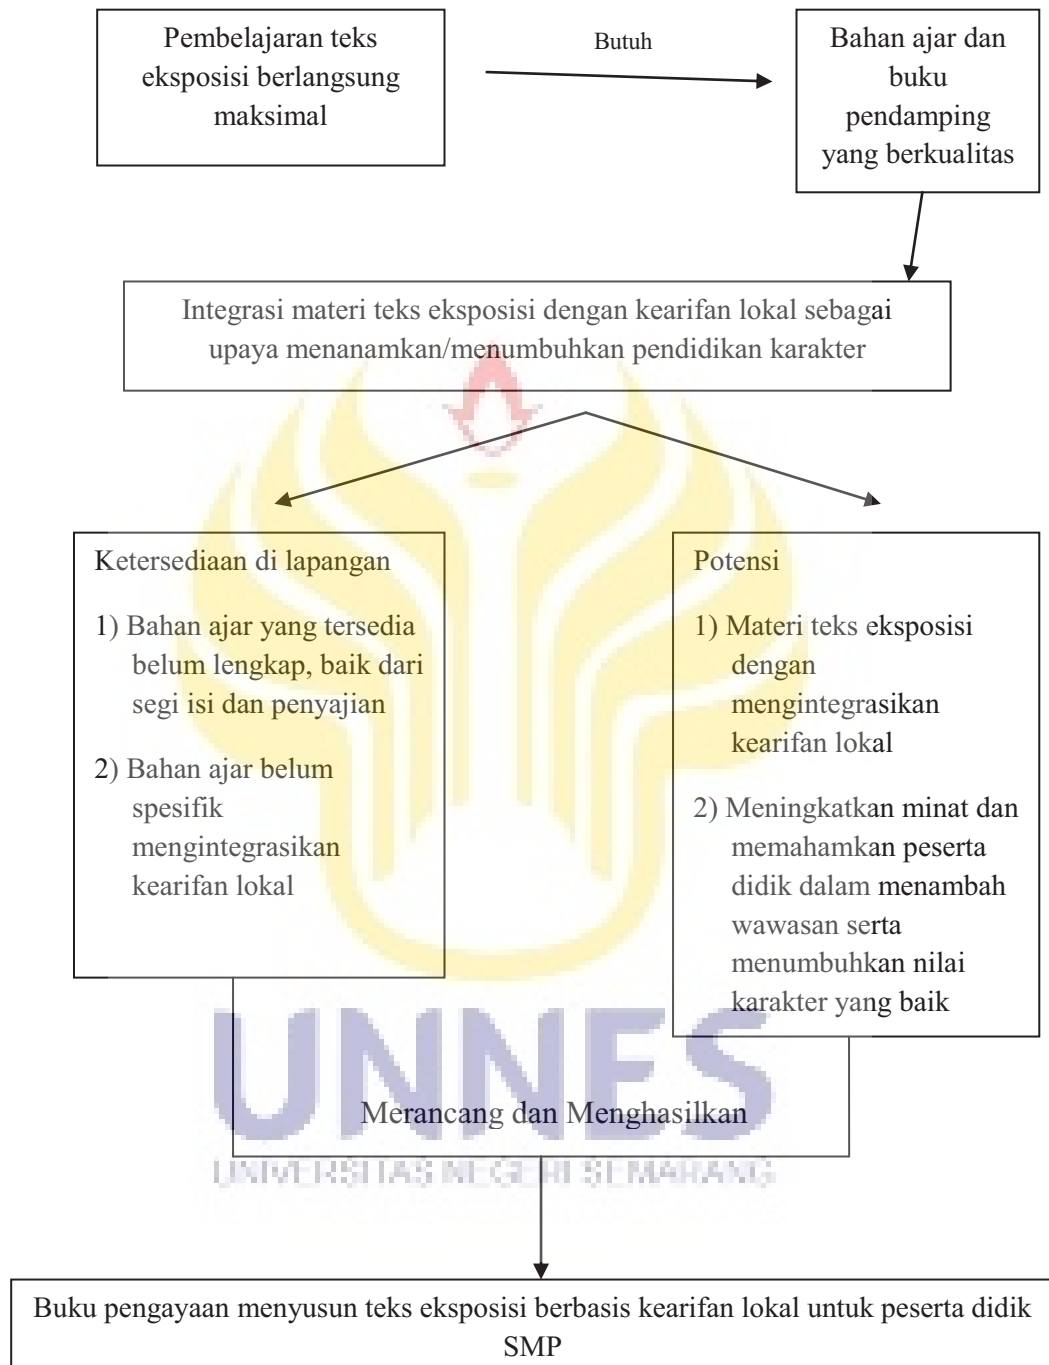 Pembelajaran teks
eksposisi berlangsung
maksimal
Butuh
Bahan ajar dan
buku
pendamping
yang berkualitas
Integrasi materi teks eksposisi dengan kearifan lokal sebagai
upaya menanamkan/menumbuhkan pendidikan karakter
Ketersediaan di lapangan
1) Bahan ajar yang tersedia
belum lengkap, baik dari
segi isi dan penyajian
2) Bahan ajar belum
spesifik
mengintegrasikan
kearifan lokal
Potensi
1) Materi teks eksposisi
dengan
mengintegrasikan
kearifan lokal
2) Meningkatkan minat dan
memahamkan peserta
didik dalam menambah
wawasan serta
menumbuhkan nilai
karakter yang baik
UNNES
Merancang dan Menghasilkan
UNIVERSITAS NEGERI SEMARANG
Buku pengayaan menyusun teks eksposisi berbasis kearifan lokal untuk peserta didik
SMP